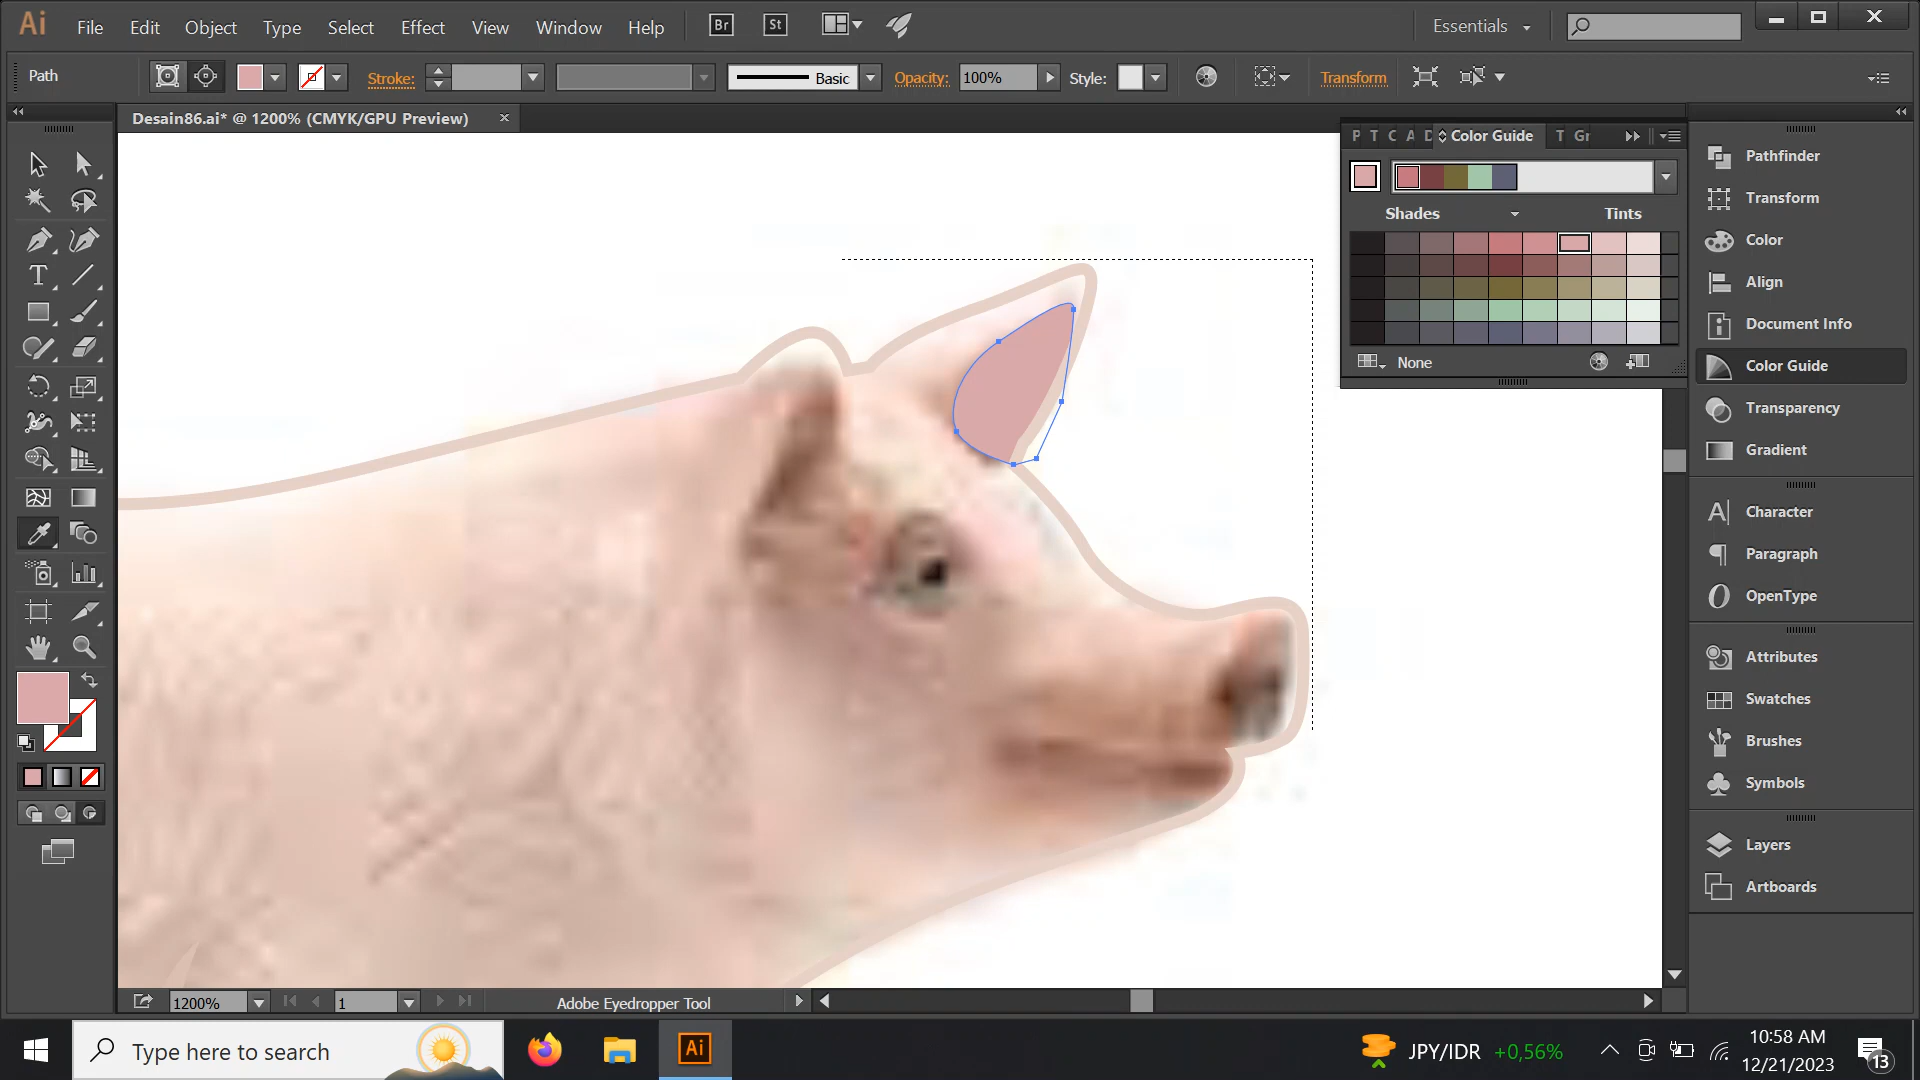 Ai File Edit Object Type Select Effect View Window Help Br St Essentials
Path Stroke: Basic Opacity: 100% Style: Transform
Desain86.ai* @ 1200% (CMYK/GPU Preview) ×
P T C A D Color Guide T Gr
Shades Tints
None
Pathfinder
Transform
Color
Align
Document Info
Color Guide
Transparency
Gradient
Character
Paragraph
OpenType
Attributes
Swatches
Brushes
Symbols
Layers
Artboards
1200% 1 Adobe Eyedropper Tool
Type here to search Ai JPY/IDR +0,56% 10:58 AM
12/21/2023 13